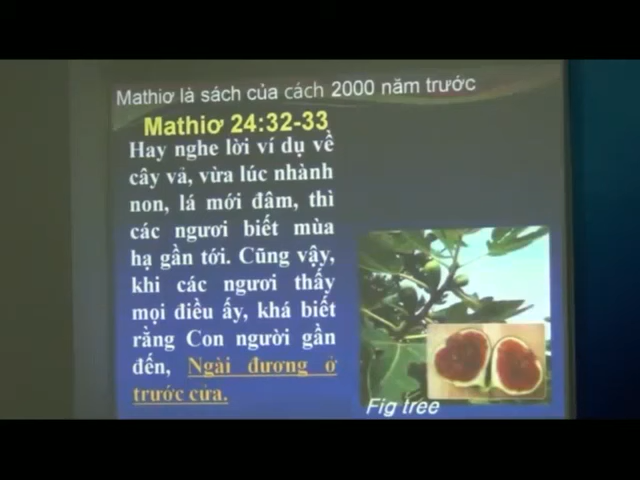 Mathiơ là sách của cách 2000 năm trước
Mathiơ 24:32-33
Hay nghe lời ví dụ về
cây vả, vừa lúc nhành
non, lá mới đâm, thì
các ngươi biết mùa
hạ gần tới. Cũng vậy,
khi các ngươi thấy
mọi điều ấy, khá biết
rằng Con người gần
đến, Ngài đương ở
trước cửa.
Fig tree